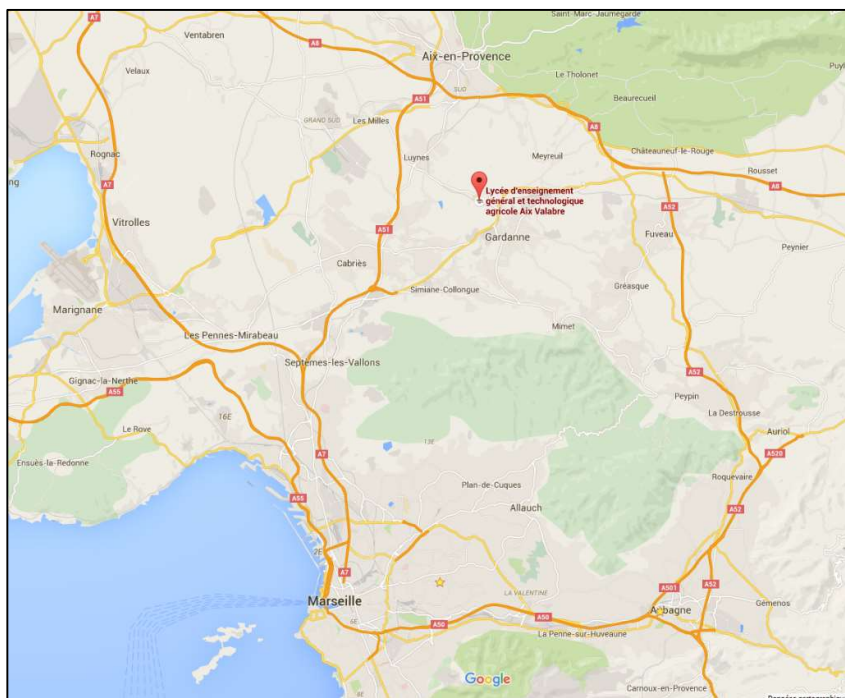 Saint-Marc-Jaumegarde
A7
Ventabren
A8
Aix-en-Provence
Velaux
SUD
Le Tholonet
A51
Beaurecueil
GRAND SUD
Les Milles
A8
Rognac
Luynes
Meyreuil
Châteauneuf-le-Rouge
Rousset
A7
A8
Lycée d'enseignement
général et technologique
agricole Aix Valabre
A52
Vitrolles
A51
Gardanne
Fuveau
Peynier
Cabriès
Simiane-Collongue
Gréasque
Marignane
Mimet
Les Pennes-Mirabeau
Septèmes-les-Vallons
A52
Gignac-la-Nerthe
A55
Peypin
La Destrousse
16E
Le Rove
13E
Auriol
A7
A520
Ensuès-la-Redonne
Plan-de-Cuques
Roquevaire
A55
Allauch
A52
2E
A7
LA VALENTINE
A501
A52
Marseille
Aubagne
Gémenos
6E
A50
A50
La Penne-sur-Huveaune
Google
Carnoux-en-Provence